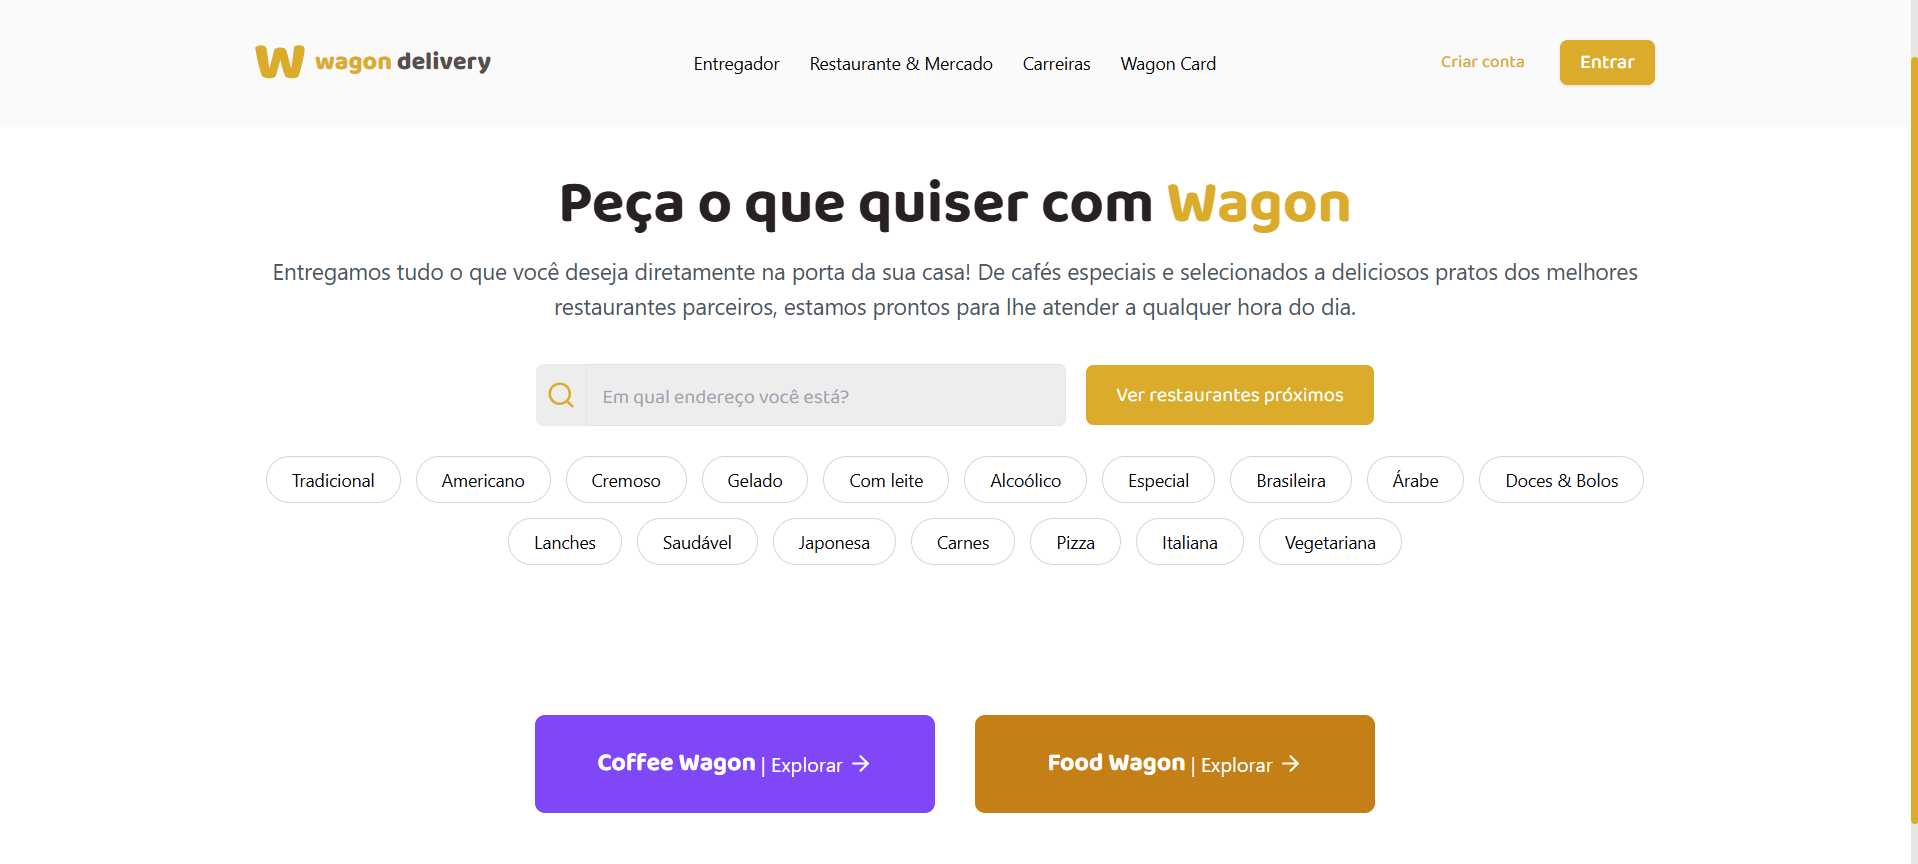 W wagon delivery
Entregador Restaurante & Mercado Carreiras Wagon Card
Criar conta Entrar
Peça o que quiser com Wagon
Entregamos tudo o que você deseja diretamente na porta da sua casa! De cafés especiais e selecionados a deliciosos pratos dos melhores
restaurantes parceiros, estamos prontos para lhe atender a qualquer hora do dia.
Em qual endereço você está? Ver restaurantes próximos
Tradicional Americano Cremoso Gelado Com leite Alcoólico Especial Brasileira Árabe Doces & Bolos
Lanches Saudável Japonesa Carnes Pizza Italiana Vegetariana
Coffee Wagon | Explorar → Food Wagon | Explorar →